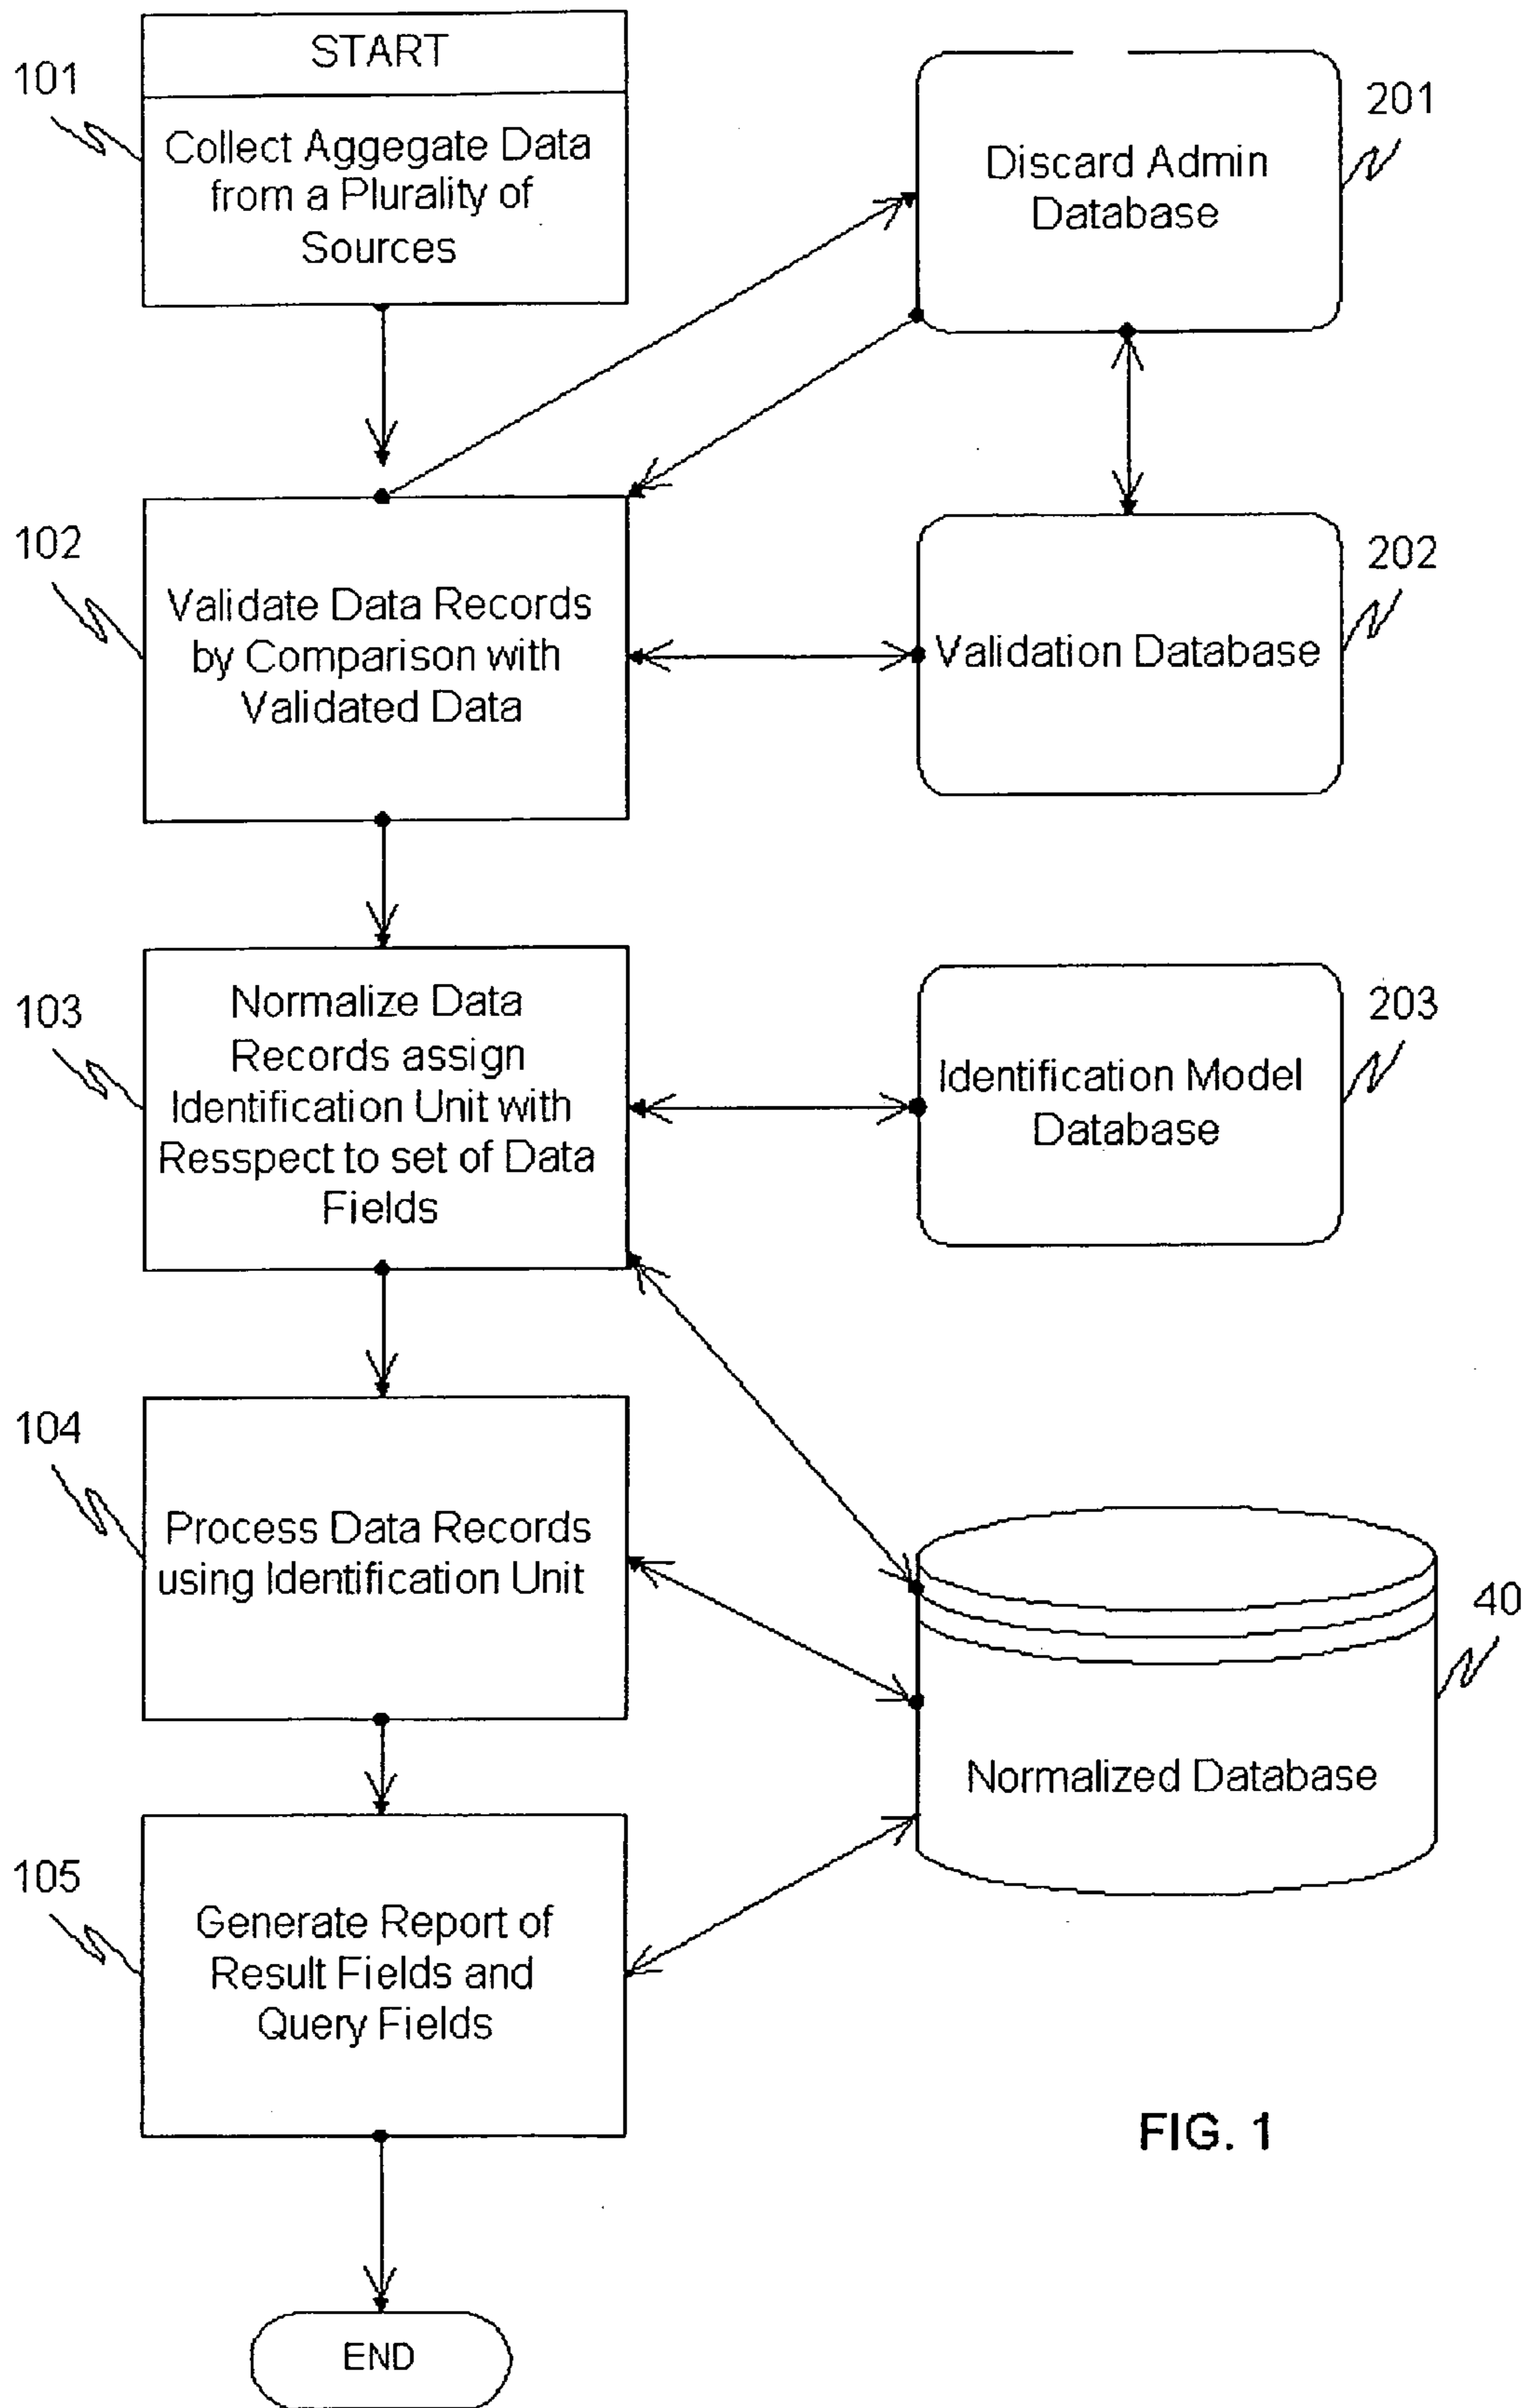 START
101
Collect Aggegate Data
from a Plurality of
Sources
201
Discard Admin
Database
102
Validate Data Records
by Comparison with
Validated Data
202
Validation Database
103
Normalize Data
Records assign
Identification Unit with
Resspect to set of Data
Fields
203
Identification Model
Database
104
Process Data Records
using Identification Unit
40
Normalized Database
105
Generate Report of
Result Fields and
Query Fields
FIG. 1
END